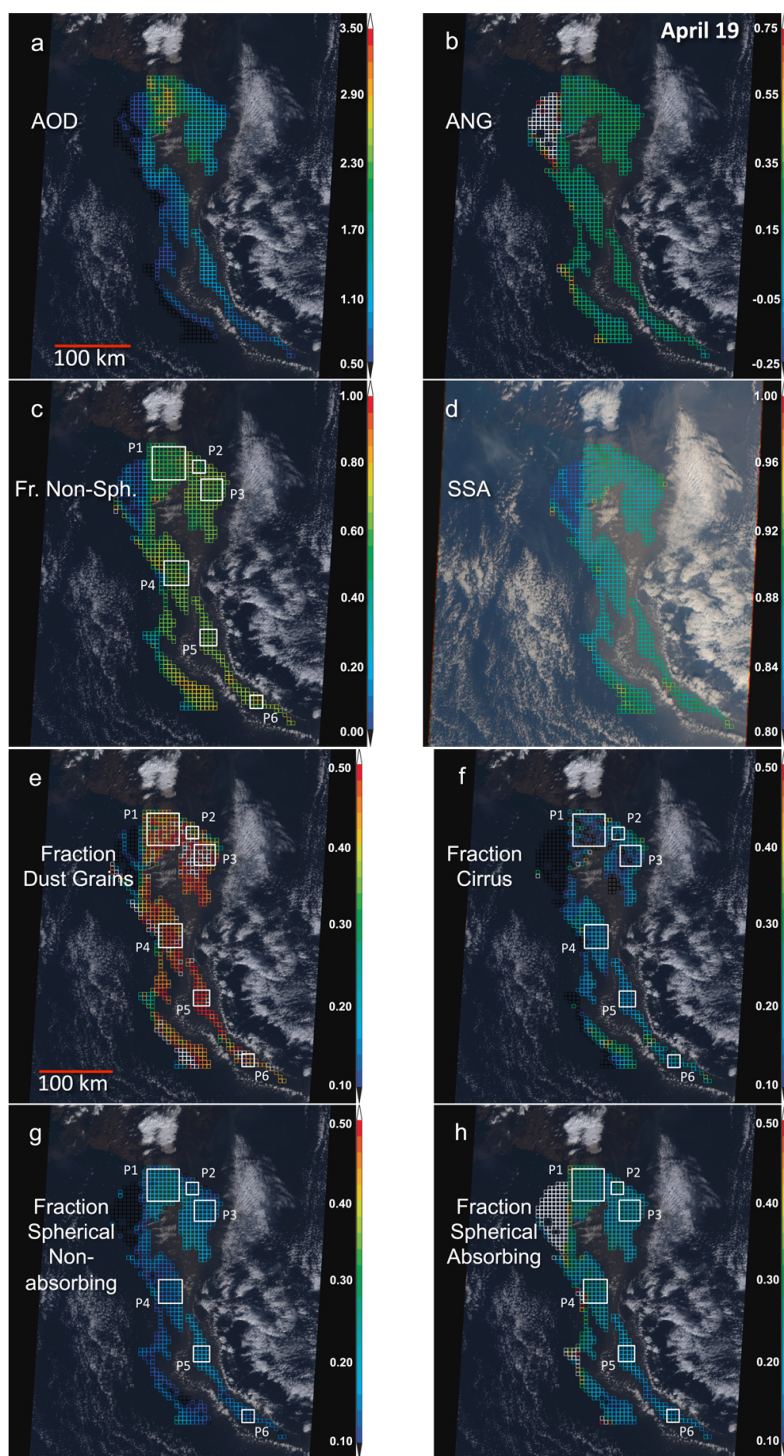 a
AOD
3.50
2.90
2.30
1.70
1.10
0.50
100 km
b
April 19
ANG
0.75
0.55
0.35
0.15
-0.05
-0.25
c
P1
P2
Fr. Non-Sph.
P3
P4
P5
P6
1.00
0.80
0.60
0.40
0.20
0.00
d
SSA
1.00
0.96
0.92
0.88
0.84
0.80
e
P1
P2
Fraction
Dust Grains
P3
P4
P5
P6
100 km
0.50
0.40
0.30
0.20
0.10
f
P1
P2
Fraction
Cirrus
P3
P4
P5
P6
0.50
0.40
0.30
0.20
0.10
g
P1
P2
Fraction
Spherical
Non-
absorbing
P3
P4
P5
P6
0.50
0.40
0.30
0.20
0.10
h
P1
P2
Fraction
Spherical
Absorbing
P3
P4
P5
P6
0.50
0.40
0.30
0.20
0.10